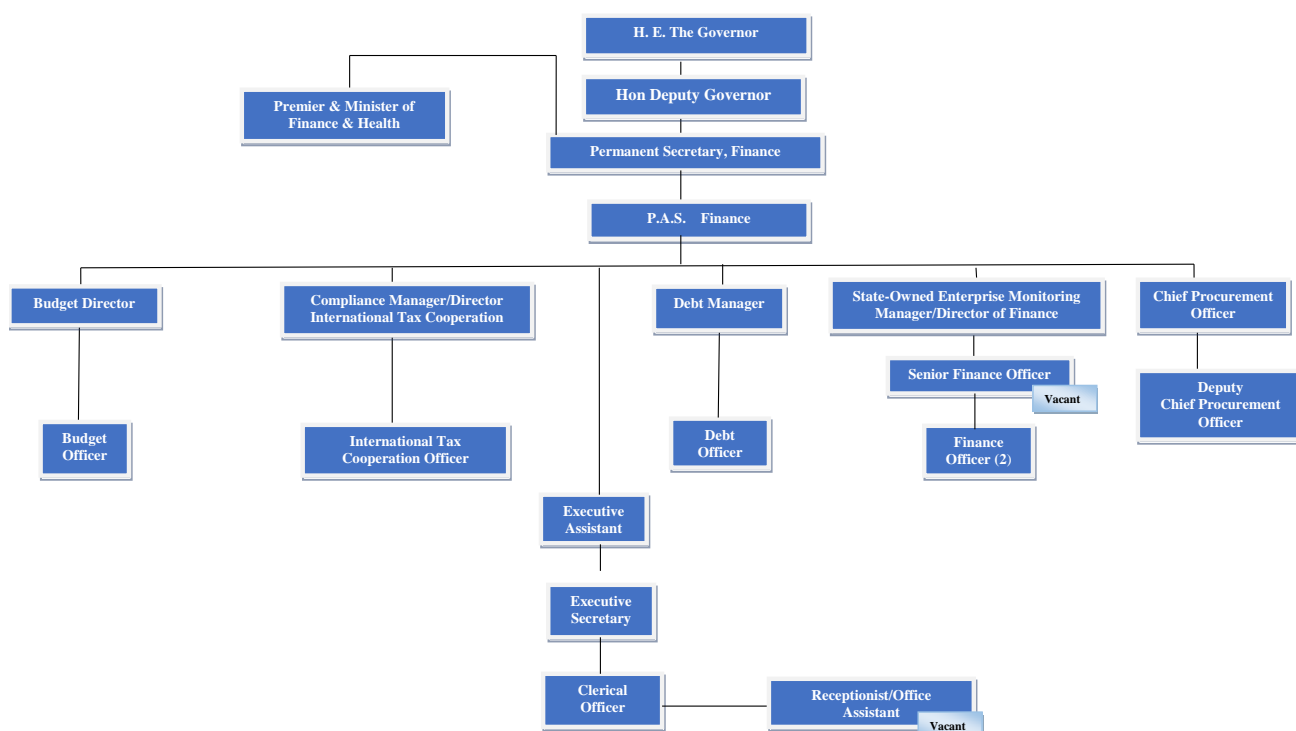 H. E. The Governor
Hon Deputy Governor
Premier & Minister of
Finance & Health
Permanent Secretary, Finance
P.A.S. Finance
Budget Director
Compliance Manager/Director
International Tax Cooperation
Debt Manager
State-Owned Enterprise Monitoring
Manager/Director of Finance
Chief Procurement
Officer
Senior Finance Officer
Vacant
Deputy
Chief Procurement
Officer
Budget
Officer
International Tax
Cooperation Officer
Debt
Officer
Finance
Officer (2)
Executive
Assistant
Executive
Secretary
Clerical
Officer
Receptionist/Office
Assistant
Vacant